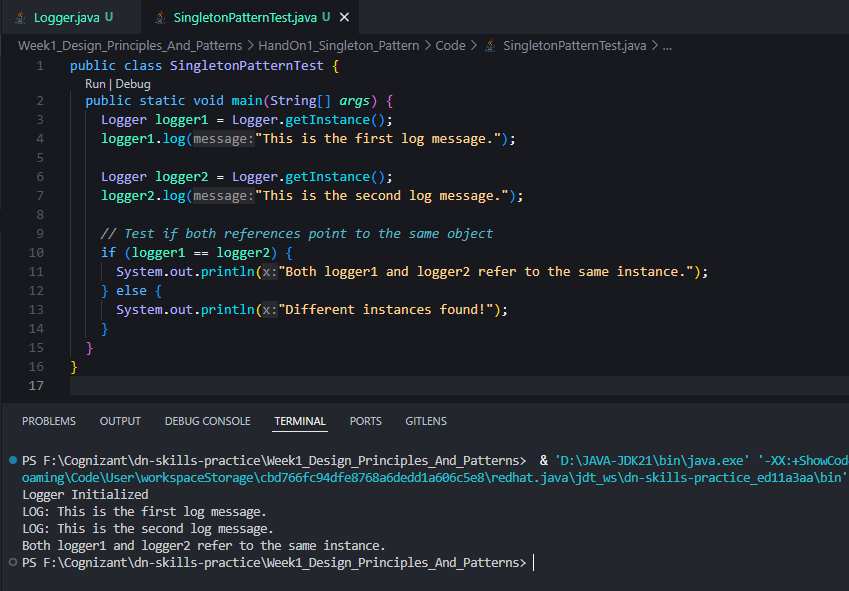 Logger.java U
SingletonPatternTest.java U
Week1_Design_Principles_And_Patterns > HandOn1_Singleton_Pattern > Code > SingletonPatternTest.java > ...
1 public class SingletonPatternTest {
Run | Debug
2 public static void main(String[] args) {
3 Logger logger1 = Logger.getInstance();
4 logger1.log(message:"This is the first log message.");
5
6 Logger logger2 = Logger.getInstance();
7 logger2.log(message:"This is the second log message.");
8
9 // Test if both references point to the same object
10 if (logger1 == logger2) {
11 System.out.println(x:"Both logger1 and logger2 refer to the same instance.");
12 } else {
13 System.out.println(x:"Different instances found!");
14 }
15 }
16 }
17
PROBLEMS OUTPUT DEBUG CONSOLE TERMINAL PORTS GITLENS
PS F:\Cognizant\dn-skills-practice\Week1_Design_Principles_And_Patterns> & 'D:\JAVA-JDK21\bin\java.exe' '-XX:+ShowCod
oaming\Code\User\workspaceStorage\cbd766fc94dfe8768a6dedd1a606c5e8\redhat.java\jdt_ws\dn-skills-practice_ed11a3aa\bin'
Logger Initialized
LOG: This is the first log message.
LOG: This is the second log message.
Both logger1 and logger2 refer to the same instance.
PS F:\Cognizant\dn-skills-practice\Week1_Design_Principles_And_Patterns>